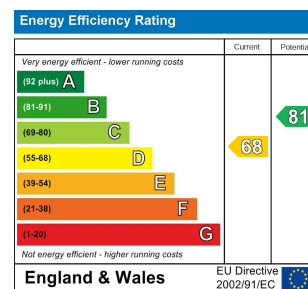 Energy Efficiency Rating
Current Potentia
Very energy efficient - lower running costs
(92 plus) A
(81-91) B
81
(69-80) C
68
(55-68) D
(39-54) E
(21-38) F
(1-20) G
Not energy efficient - higher running costs
England & Wales
EU Directive
2002/91/EC